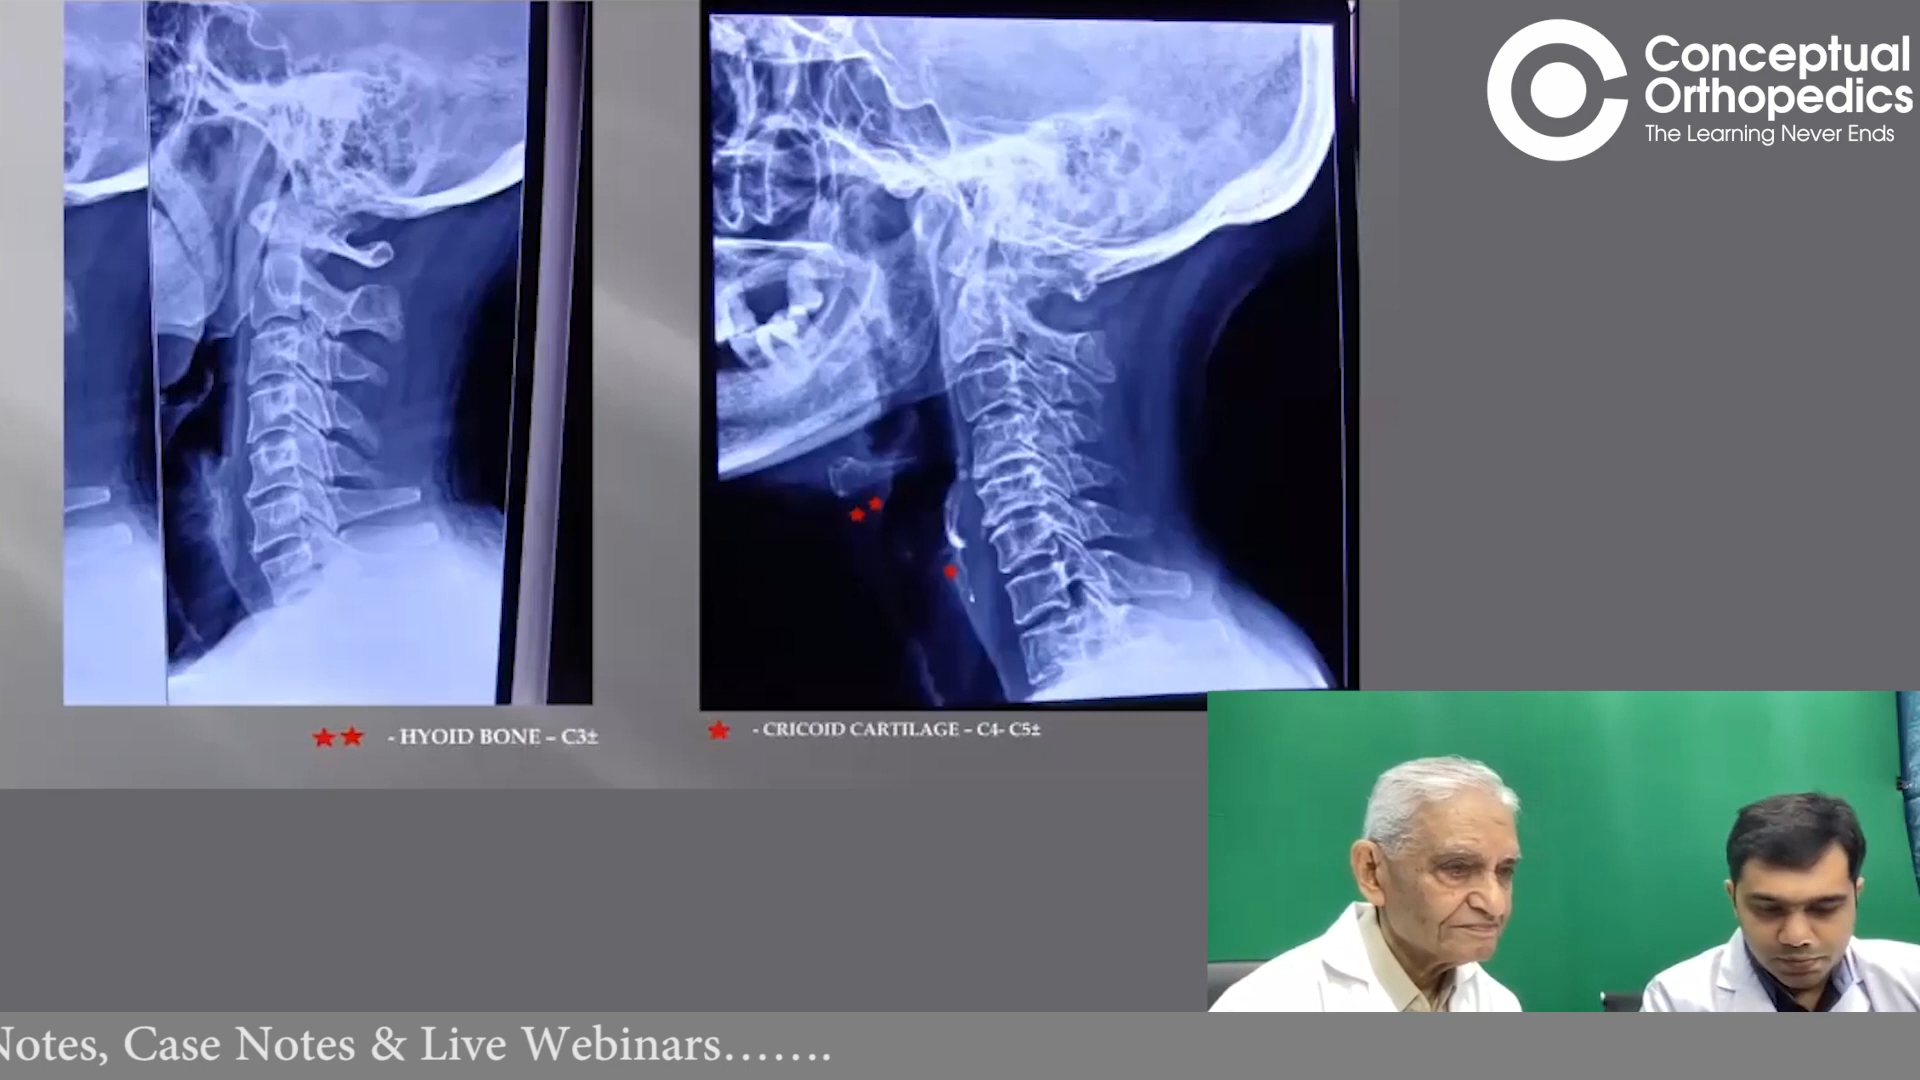 Conceptual
Orthopedics
The Learning Never Ends
- HYOID BONE – C3±
- CRICOID CARTILAGE – C4- C5±
Notes, Case Notes & Live Webinars.......